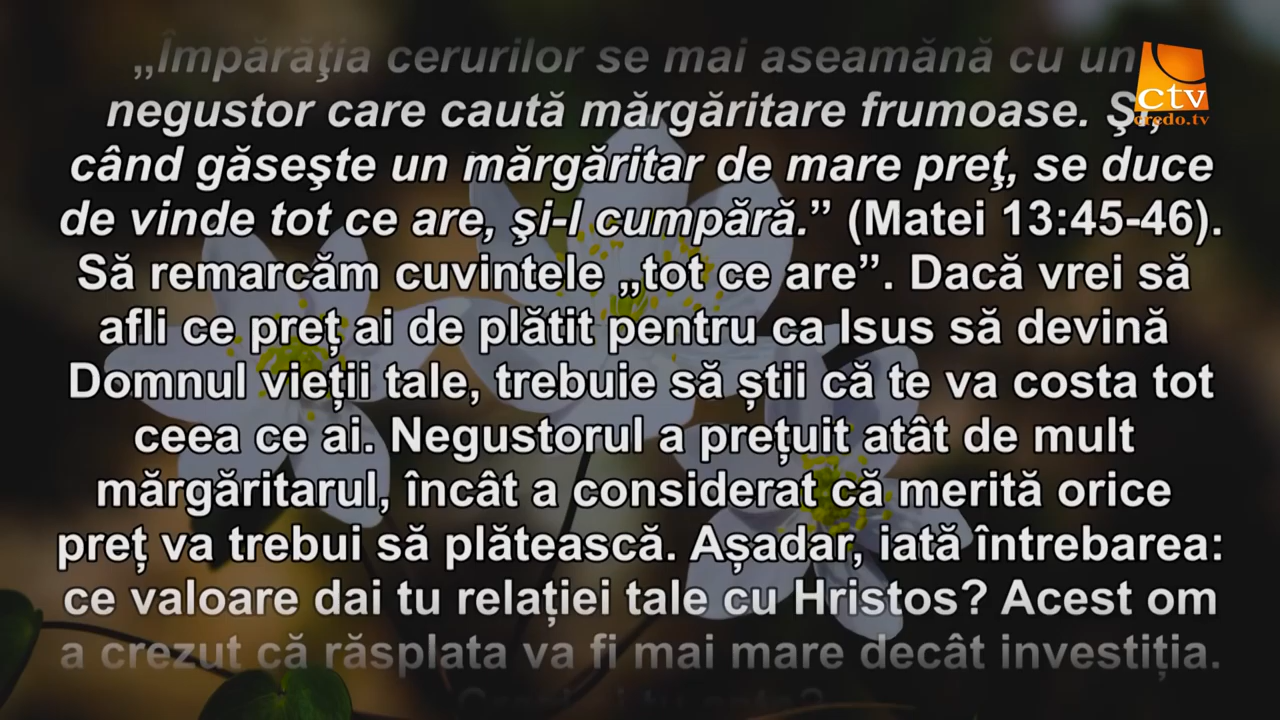 „Împărăţia cerurilor se mai aseamănă cu un
negustor care caută mărgăritare frumoase. Şi,
când găseşte un mărgăritar de mare preţ, se duce
de vinde tot ce are, şi-l cumpără.” (Matei 13:45-46).
Să remarcăm cuvintele „tot ce are”. Dacă vrei să
afli ce preț ai de plătit pentru ca Isus să devină
Domnul vieții tale, trebuie să știi că te va costa tot
ceea ce ai. Negustorul a prețuit atât de mult
mărgăritarul, încât a considerat că merită orice
preț va trebui să plătească. Așadar, iată întrebarea:
ce valoare dai tu relației tale cu Hristos? Acest om
a crezut că răsplata va fi mai mare decât investiția.
ctv
credo.tv